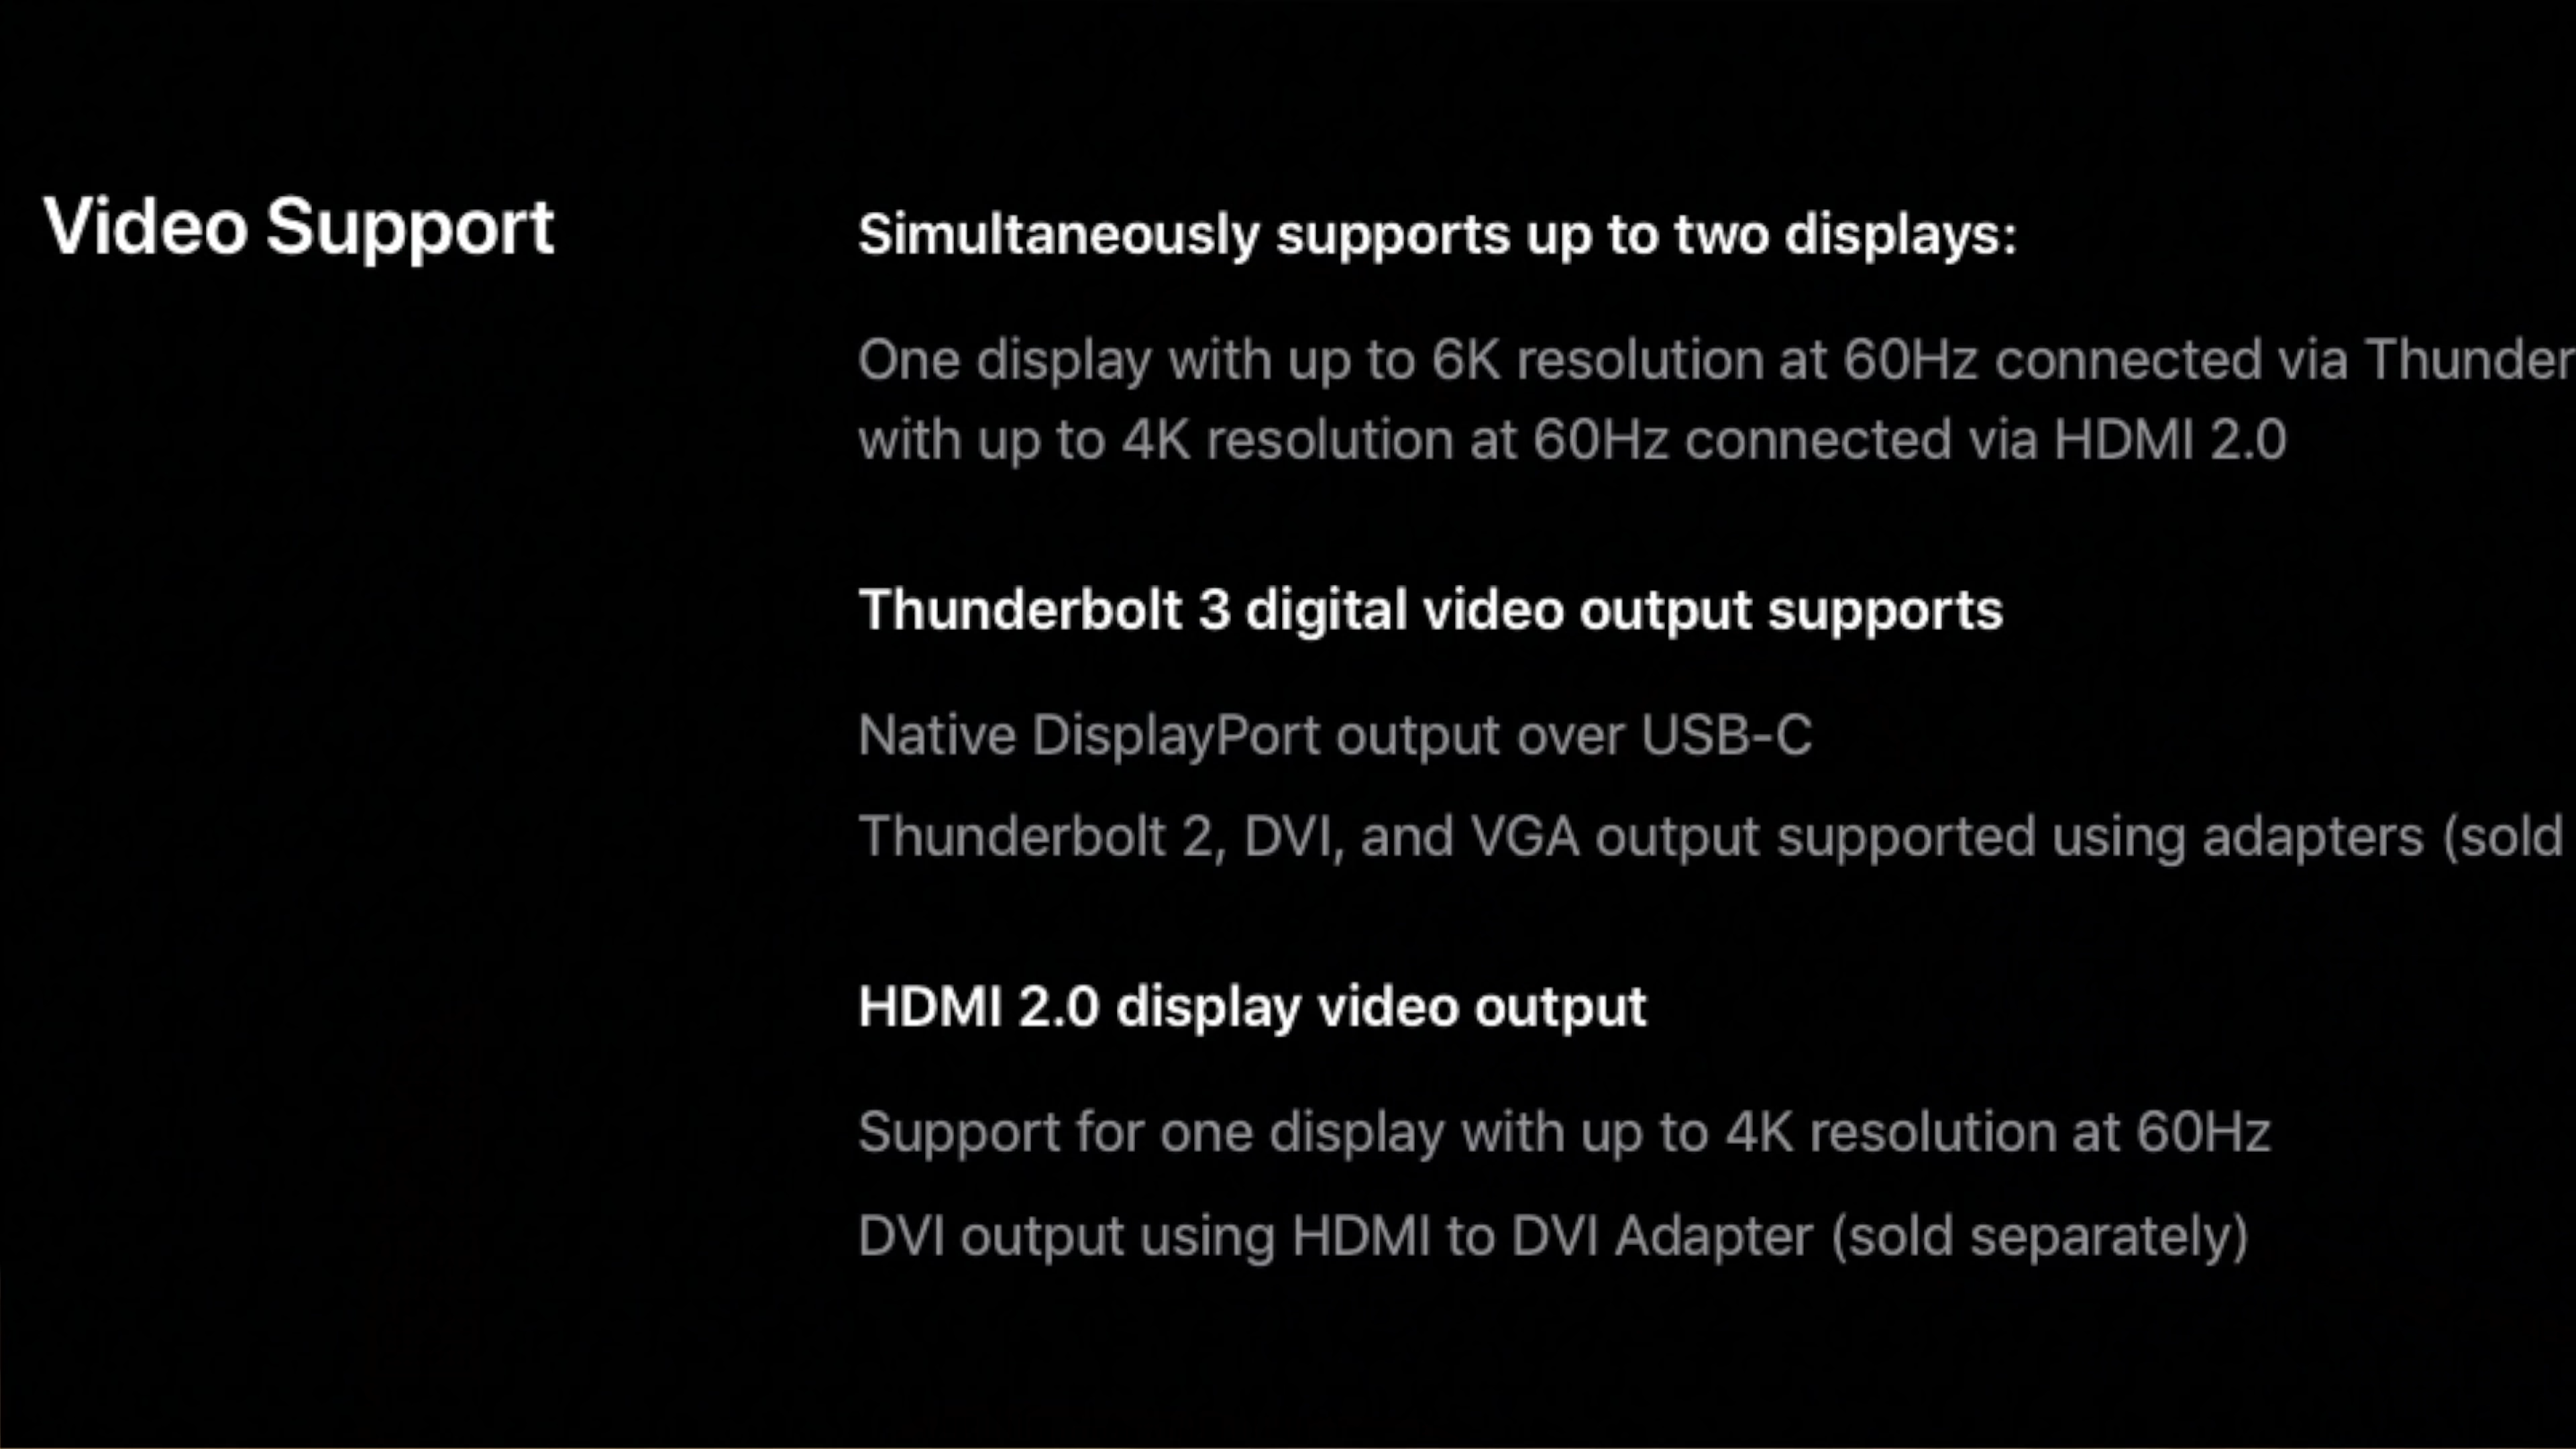 Video Support
Simultaneously supports up to two displays:
One display with up to 6K resolution at 60Hz connected via Thunder
with up to 4K resolution at 60Hz connected via HDMI 2.0
Thunderbolt 3 digital video output supports
Native DisplayPort output over USB-C
Thunderbolt 2, DVI, and VGA output supported using adapters (sold
HDMI 2.0 display video output
Support for one display with up to 4K resolution at 60Hz
DVI output using HDMI to DVI Adapter (sold separately)